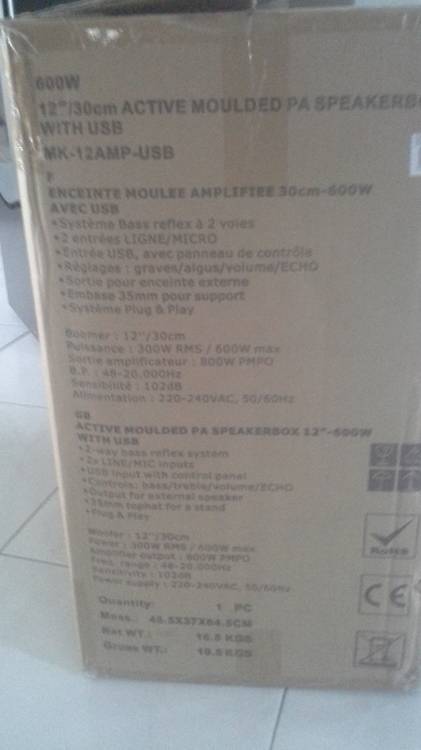 600W
12"/30cm ACTIVE MOULDED PA SPEAKERB
WITH USB
MK-12AMP-USB
F
ENCEINTE MOULEE AMPLIFIEE 30cm-600W
AVEC USB
•Système Bass reflex à 2 voies
•2 entrées LIGNE/MICRO
•Entrée USB, avec panneau de contrôle
•Réglages : graves/aigus/volume/ECHO
•Sortie pour enceinte externe
•Embase 35mm pour support
•Système Plug & Play
Boomer : 12"/30cm
Puissance : 300W RMS / 600W max
Sortie amplificateur : 800W PMPO
B.P. : 48-20.000Hz
Sensibilité : 102dB
Alimentation : 220-240VAC, 50/60Hz
GB
ACTIVE MOULDED PA SPEAKERBOX 12"-600W
WITH USB
•2-way bass reflex system
•2x LINE/MIC inputs
•USB input with control panel
•Controls: bass/treble/volume/ECHO
•Output for external speaker
•35mm tophat for a stand
•Plug & Play
Woofer : 12"/30cm
Power : 300W RMS / 600W max
Amplifier output : 800W PMPO
Freq. range : 48-20.000Hz
Sensitivity : 102dB
Power supply : 220-240VAC, 50/60Hz
Quantity: 1 PC
Meas.: 48.5X37X64.5CM
Net WT.: 16.5 KGS
Gross WT.: KGS
RoHS
CE